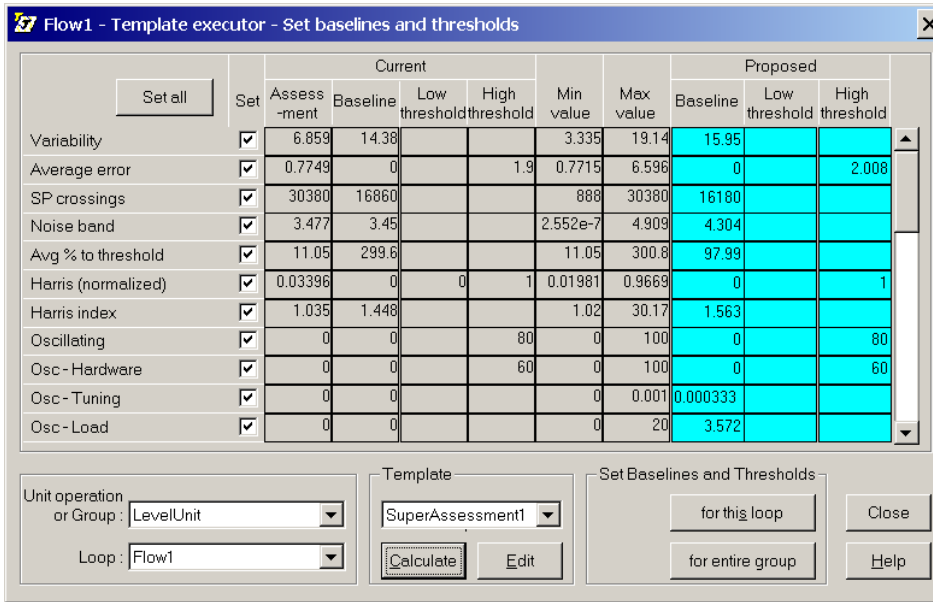 Flow1 - Template executor - Set baselines and thresholds
Current Proposed
Set all Set Assess -ment Baseline Low threshold High threshold Min value Max value Baseline Low threshold High threshold
Variability 6.859 14.38 3.335 19.14 15.95
Average error 0.7749 0 1.9 0.7715 6.596 0 2.008
SP crossings 30380 16860 888 30380 16180
Noise band 3.477 3.45 2.552e-7 4.909 4.304
Avg % to threshold 11.05 299.6 11.05 300.8 97.99
Harris (normalized) 0.03396 0 0 1 0.01981 0.9669 0 1
Harris index 1.035 1.448 1.02 30.17 1.563
Oscillating 0 0 80 0 100 0 80
Osc - Hardware 0 0 60 0 100 0 60
Osc - Tuning 0 0 0 0.001 0.000333
Osc - Load 0 0 0 20 3.572
Template Set Baselines and Thresholds
Unit operation
or Group : LevelUnit SuperAssessment1 for this loop Close
Loop : Flow1 Calculate Edit for entire group Help